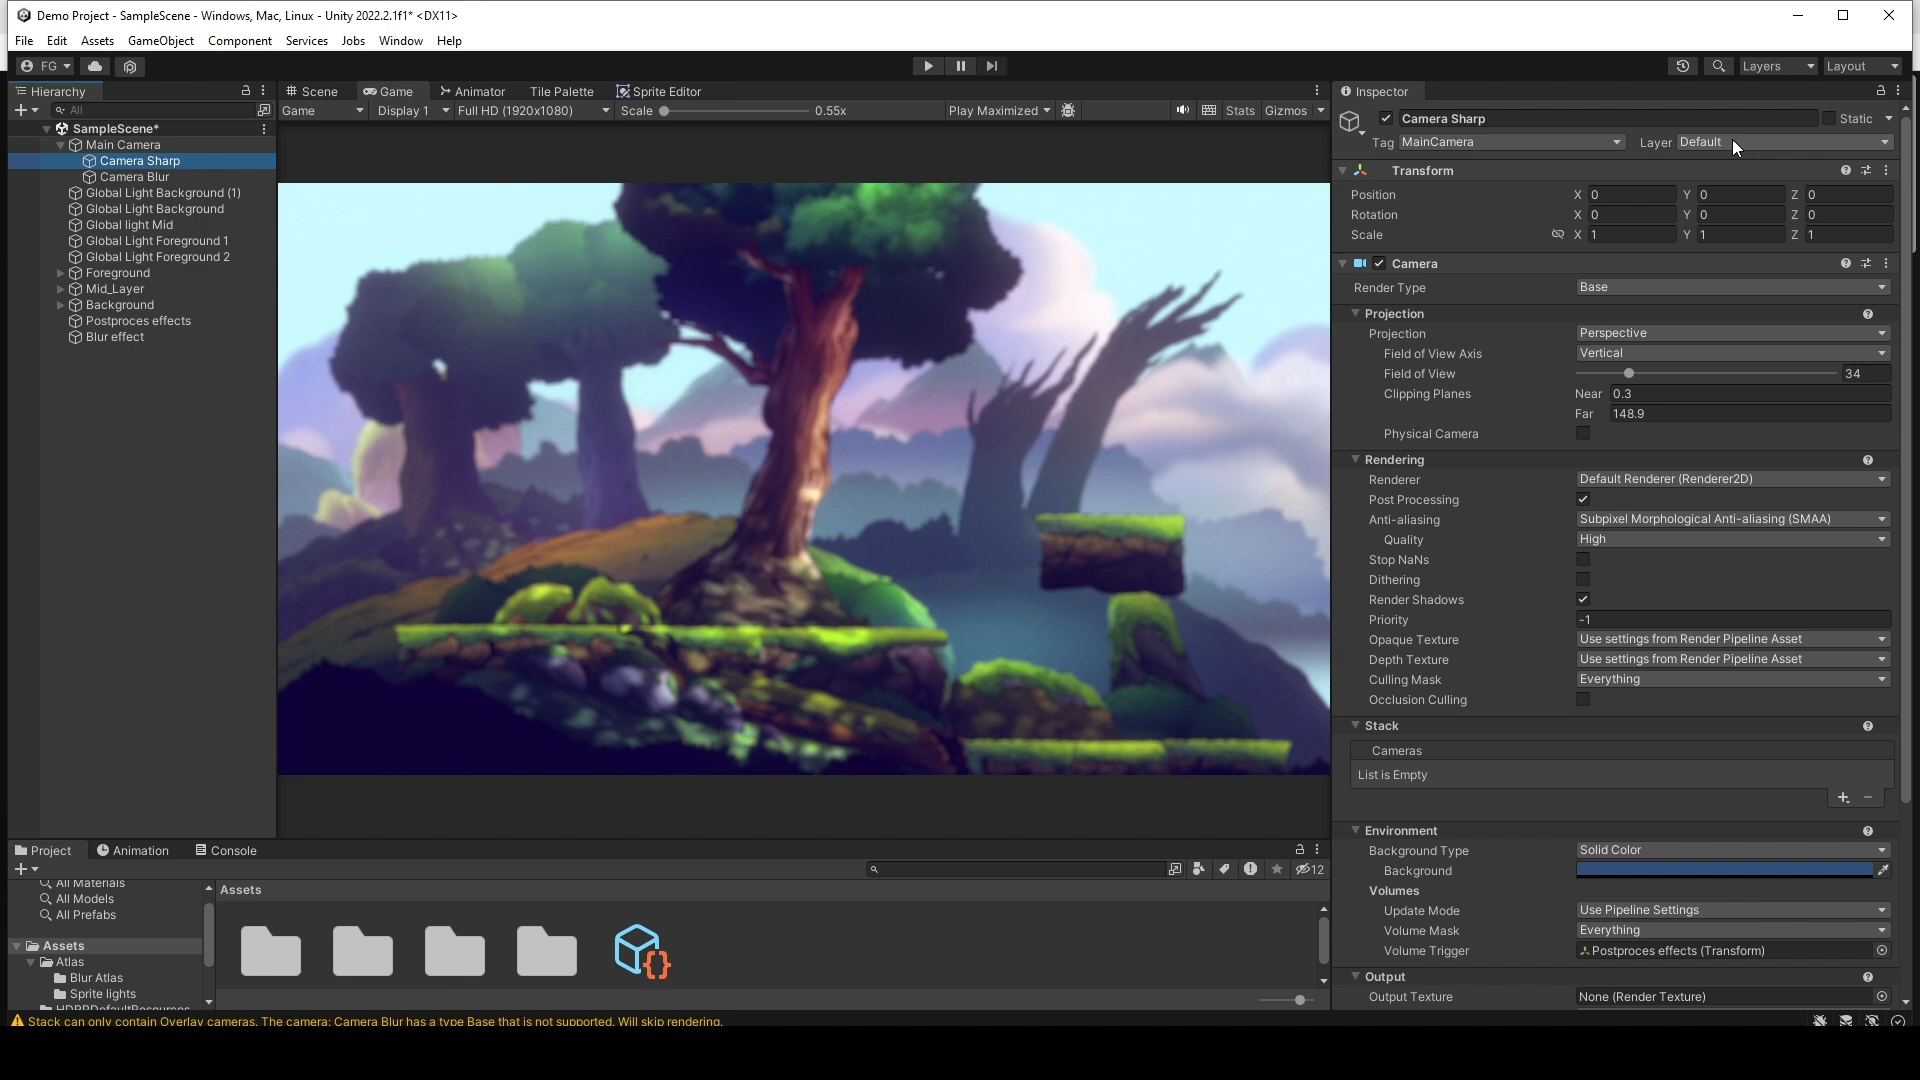 Demo Project - SampleScene - Windows, Mac, Linux - Unity 2022.2.1f1* <DX11>
File Edit Assets GameObject Component Services Jobs Window Help
FG Layers Layout
Hierarchy
All
SampleScene*
Main Camera
Camera Sharp
Camera Blur
Global Light Background (1)
Global Light Background
Global light Mid
Global Light Foreground 1
Global Light Foreground 2
Foreground
Mid_Layer
Background
Postproces effects
Blur effect
Scene Game Animator Tile Palette Sprite Editor
Game Display 1 Full HD (1920x1080) Scale 0.55x Play Maximized Stats Gizmos
Inspector
Camera Sharp Static
Tag MainCamera Layer Default
Transform
Position X 0 Y 0 Z 0
Rotation X 0 Y 0 Z 0
Scale X 1 Y 1 Z 1
Camera
Render Type Base
Projection
Projection Perspective
Field of View Axis Vertical
Field of View 34
Clipping Planes Near 0.3
Far 148.9
Physical Camera
Rendering
Renderer Default Renderer (Renderer2D)
Post Processing
Anti-aliasing Subpixel Morphological Anti-aliasing (SMAA)
Quality High
Stop NaNs
Dithering
Render Shadows
Priority -1
Opaque Texture Use settings from Render Pipeline Asset
Depth Texture Use settings from Render Pipeline Asset
Culling Mask Everything
Occlusion Culling
Stack
Cameras
List is Empty
Environment
Background Type Solid Color
Background
Volumes
Update Mode Use Pipeline Settings
Volume Mask Everything
Volume Trigger Postproces effects (Transform)
Output
Output Texture None (Render Texture)
Project Animation Console
12
All Materials
All Models
All Prefabs
Assets
Atlas
Blur Atlas
Sprite lights
HDRPDefaultResources
Assets
Stack can only contain Overlay cameras. The camera: Camera Blur has a type Base that is not supported. Will skip rendering.